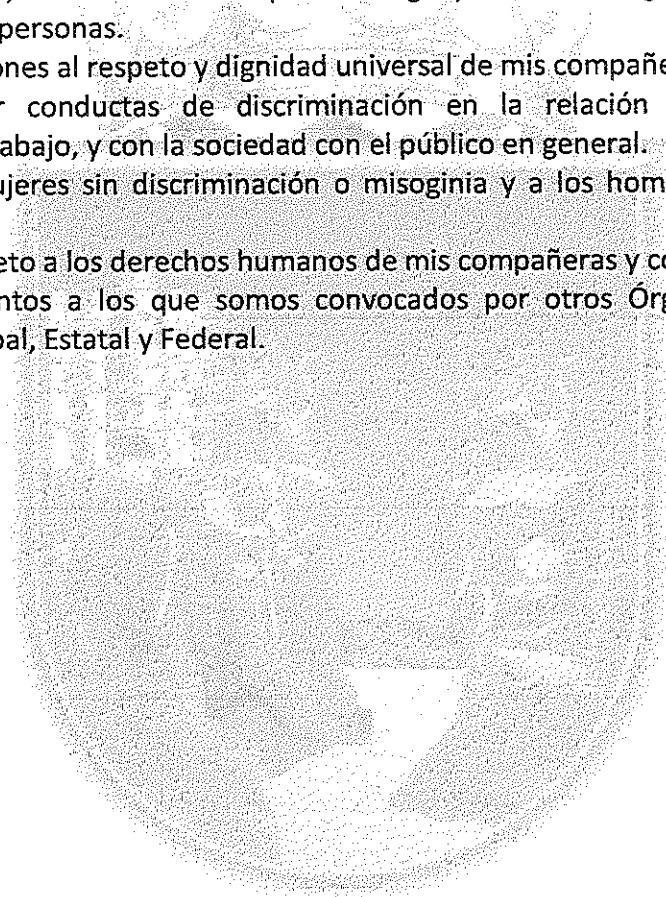 personas.
ones al respeto y dignidad universal de mis compañe
r conductas de discriminación en la relación
abajo, y con la sociedad con el público en general.
ujeres sin discriminación o misoginia y a los hom
eto a los derechos humanos de mis compañeras y co
ntos a los que somos convocados por otros Órg
pal, Estatal y Federal.